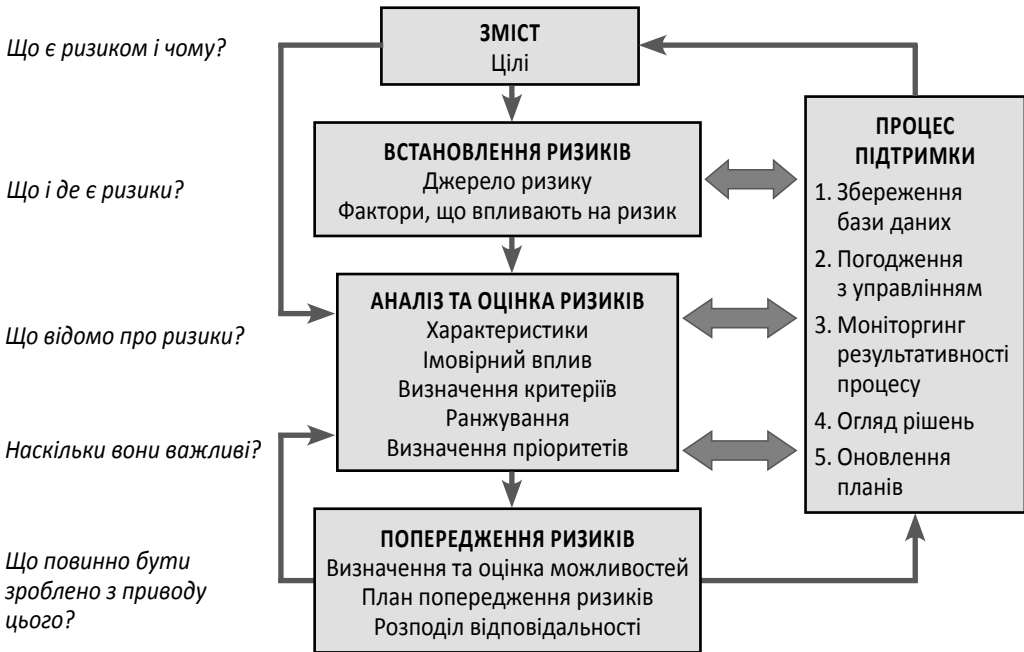 Що є ризиком і чому?
ЗМІСТ
Цілі
Що і де є ризики?
ВСТАНОВЛЕННЯ РИЗИКІВ
Джерело ризику
Фактори, що впливають на ризик
Що відомо про ризики?
Наскільки вони важливі?
АНАЛІЗ ТА ОЦІНКА РИЗИКІВ
Характеристики
Імовірний вплив
Визначення критеріїв
Ранжування
Визначення пріоритетів
Що повинно бути
зроблено з приводу
цього?
ПОПЕРЕДЖЕННЯ РИЗИКІВ
Визначення та оцінка можливостей
План попередження ризиків
Розподіл відповідальності
ПРОЦЕС
ПІДТРИМКИ
1. Збереження
бази даних
2. Погодження
з управлінням
3. Моніторгинг
результативності
процесу
4. Огляд рішень
5. Оновлення
планів